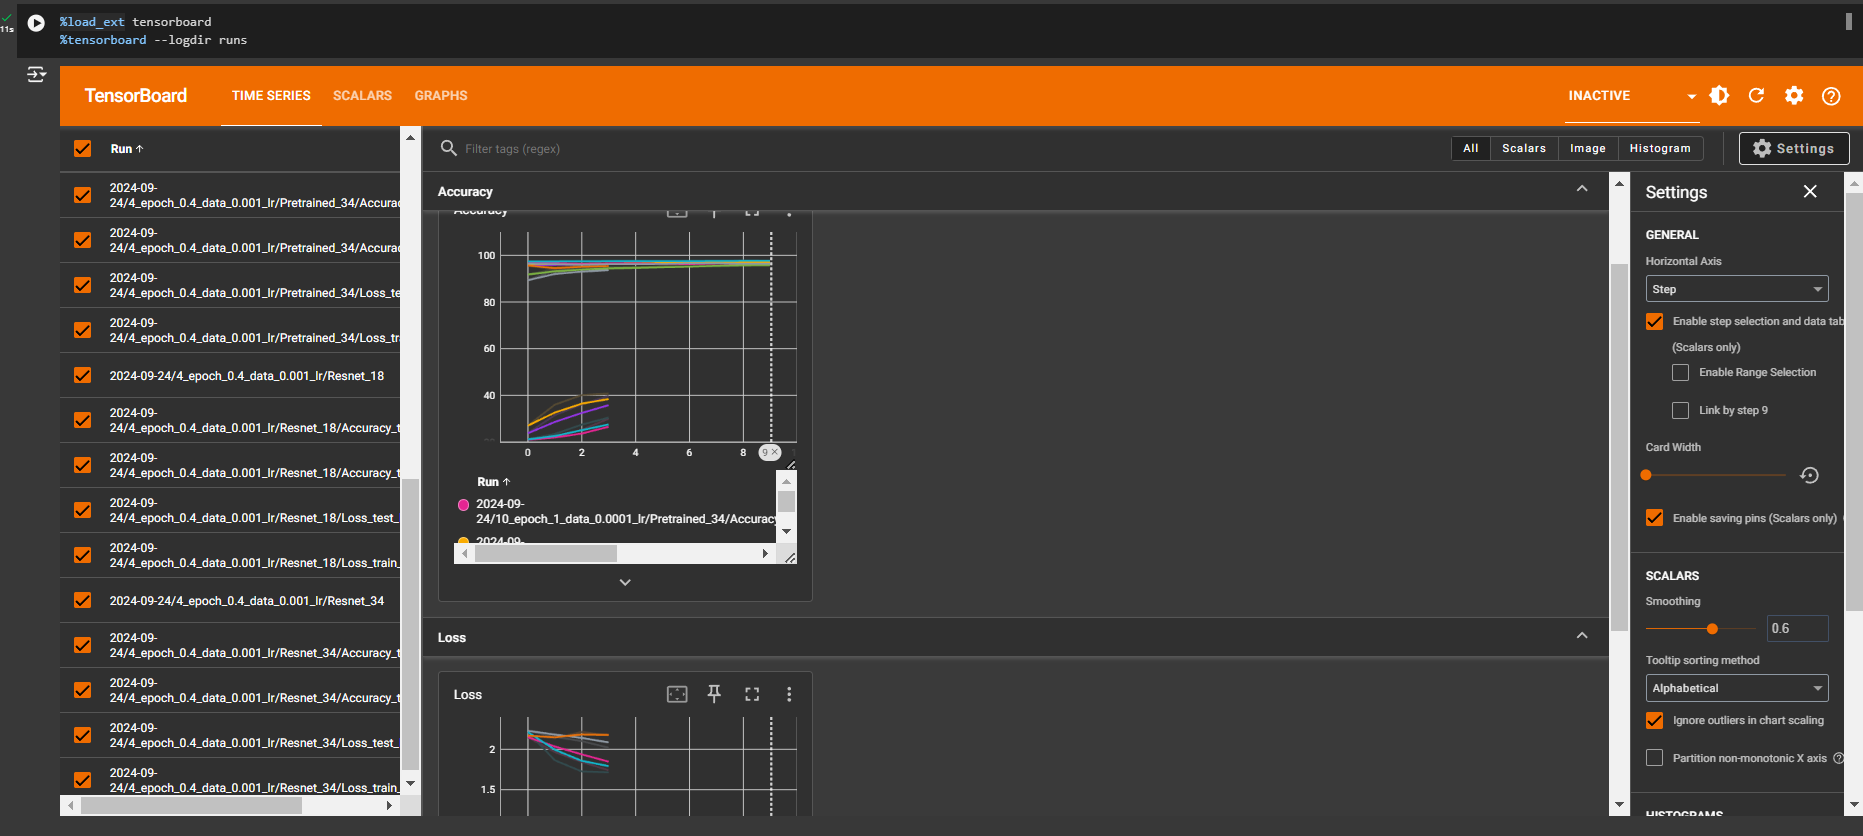 %load_ext tensorboard
11s
%tensorboard --logdir runs
TensorBoard
TIME SERIES
SCALARS
GRAPHS
INACTIVE
Run
2024-09-
24/4_epoch_0.4_data_0.001_lr/Pretrained_34/Accurac
2024-09-
24/4_epoch_0.4_data_0.001_lr/Pretrained_34/Accurac
2024-09-
24/4_epoch_0.4_data_0.001_lr/Pretrained_34/Loss_te
2024-09-
24/4_epoch_0.4_data_0.001_lr/Pretrained_34/Loss_tr
2024-09-24/4_epoch_0.4_data_0.001_lr/Resnet_18
2024-09-
24/4_epoch_0.4_data_0.001_lr/Resnet_18/Accuracy_t
2024-09-
24/4_epoch_0.4_data_0.001_lr/Resnet_18/Accuracy_t
2024-09-
24/4_epoch_0.4_data_0.001_lr/Resnet_18/Loss_test_
2024-09-
24/4_epoch_0.4_data_0.001_lr/Resnet_18/Loss_train_
2024-09-24/4_epoch_0.4_data_0.001_lr/Resnet_34
2024-09-
24/4_epoch_0.4_data_0.001_lr/Resnet_34/Accuracy_t
2024-09-
24/4_epoch_0.4_data_0.001_lr/Resnet_34/Accuracy_t
2024-09-
24/4_epoch_0.4_data_0.001_lr/Resnet_34/Loss_test_
2024-09-
24/4_epoch_0.4_data_0.001_lr/Resnet_34/Loss_train_
Filter tags (regex)
All
Scalars
Image
Histogram
Settings
Accuracy
Accuracy
100
80
60
40
0
2
4
6
8
9
Run
2024-09-
24/10_epoch_1_data_0.0001_lr/Pretrained_34/Accuracy
2024-09-
Loss
Loss
2
1.5
Settings
GENERAL
Horizontal Axis
Step
Enable step selection and data tab
(Scalars only)
Enable Range Selection
Link by step 9
Card Width
Enable saving pins (Scalars only)
SCALARS
Smoothing
0.6
Tooltip sorting method
Alphabetical
Ignore outliers in chart scaling
Partition non-monotonic X axis
HISTOGRAMS